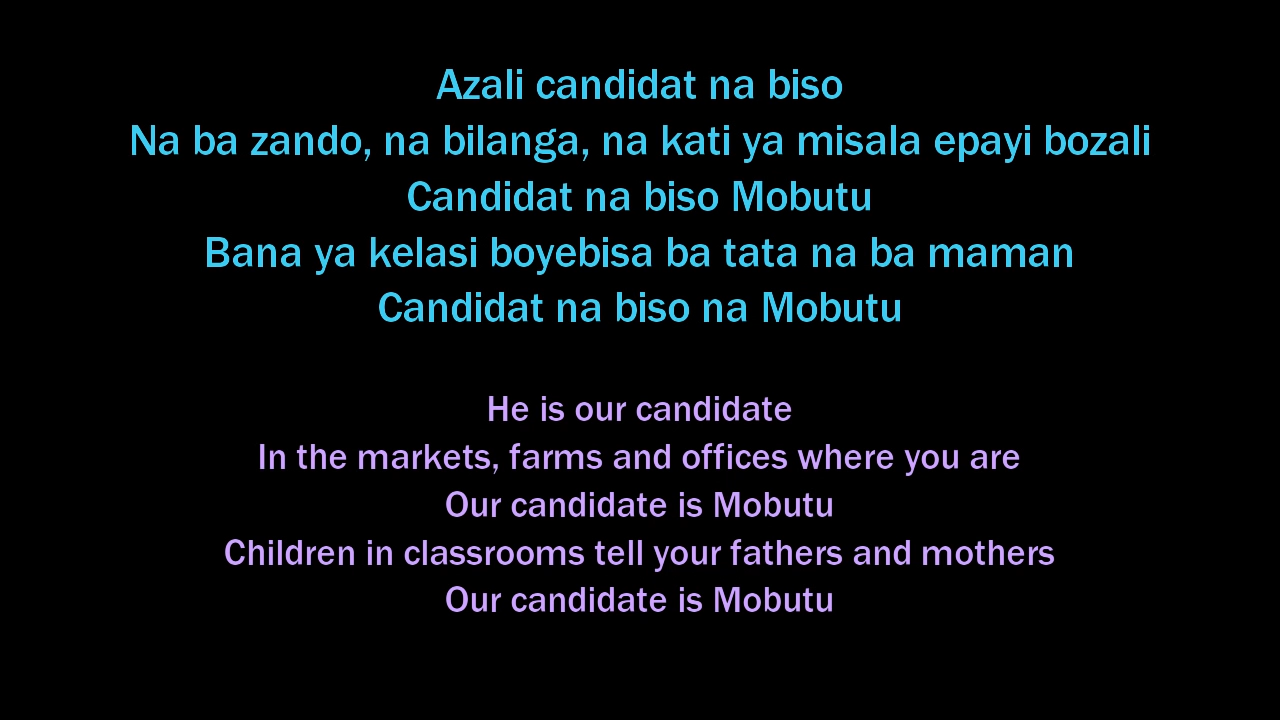 Azali candidat na biso
Na ba zando, na bilanga, na kati ya misala epayi bozali
Candidat na biso Mobutu
Bana ya kelasi boyebisa ba tata na ba maman
Candidat na biso na Mobutu
He is our candidate
In the markets, farms and offices where you are
Our candidate is Mobutu
Children in classrooms tell your fathers and mothers
Our candidate is Mobutu